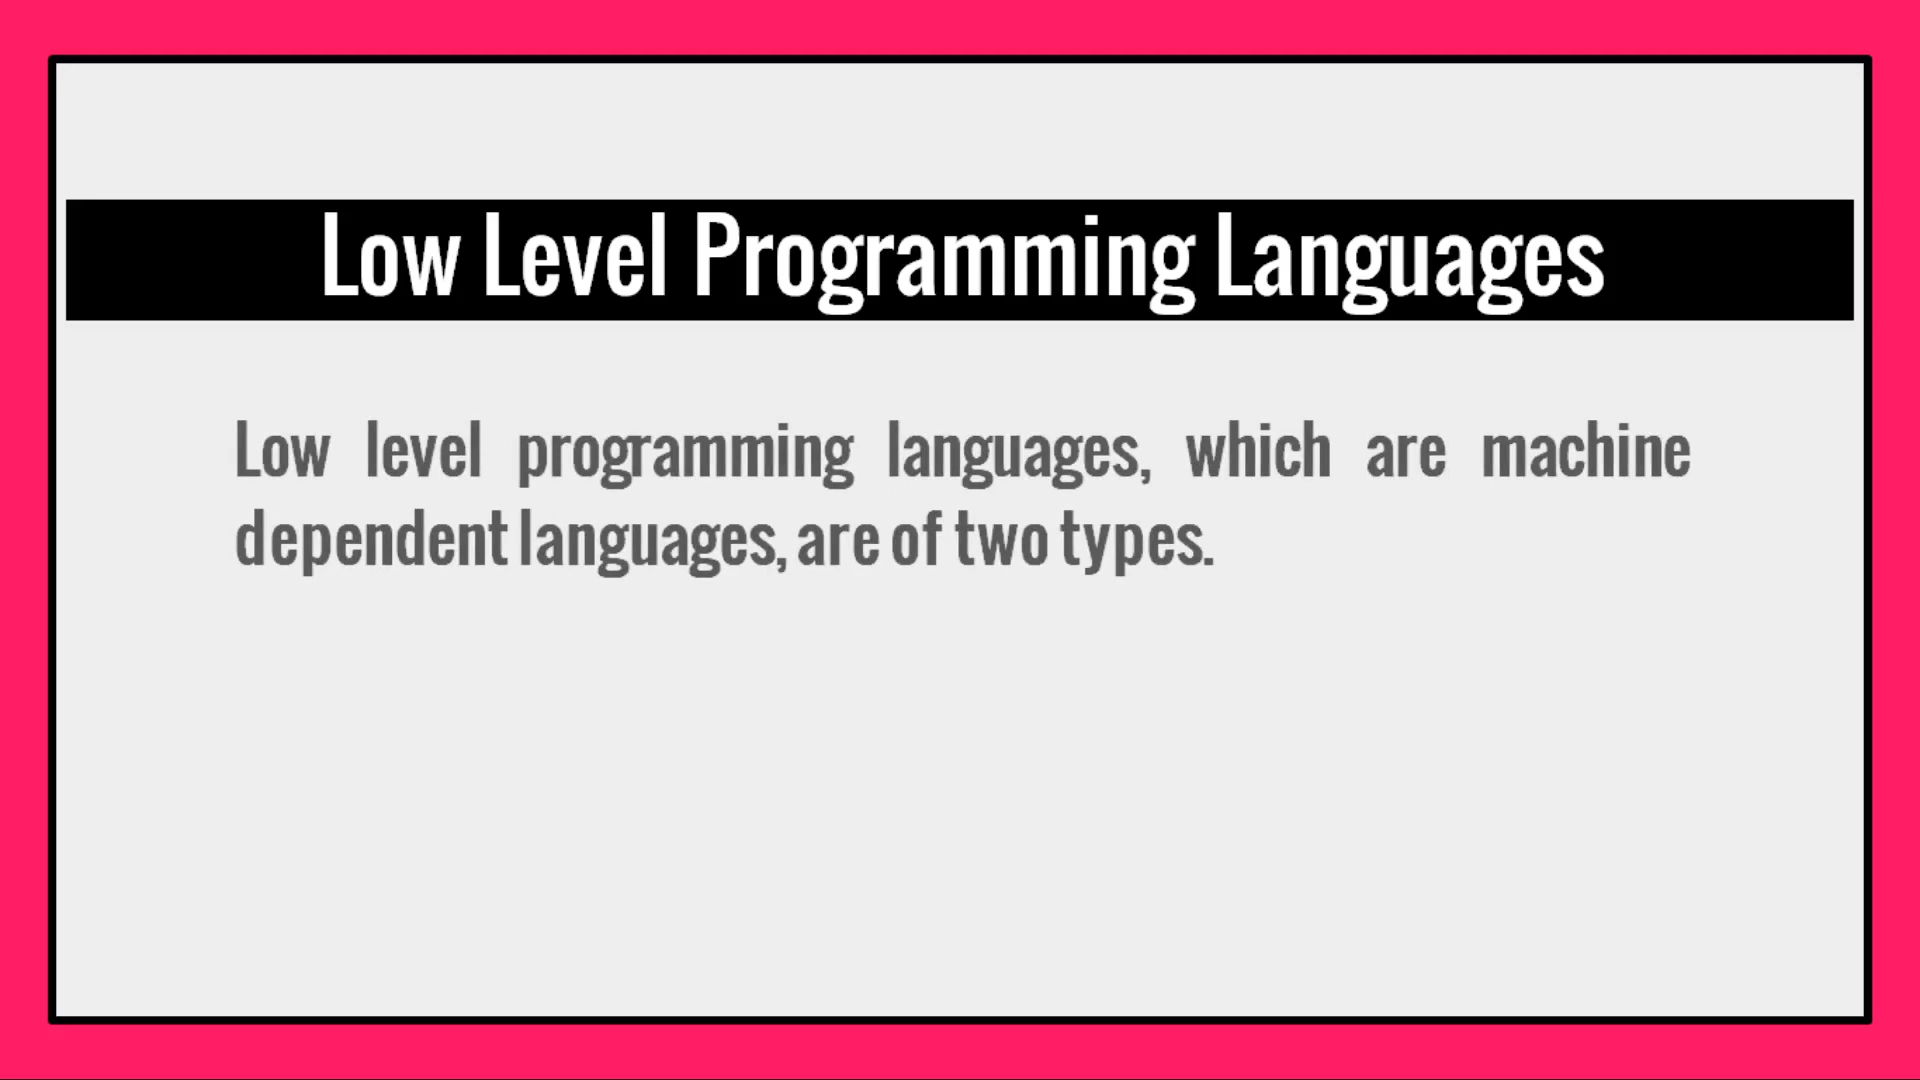 Low Level Programming Languages
Low level programming languages, which are machine
dependent languages, are of two types.